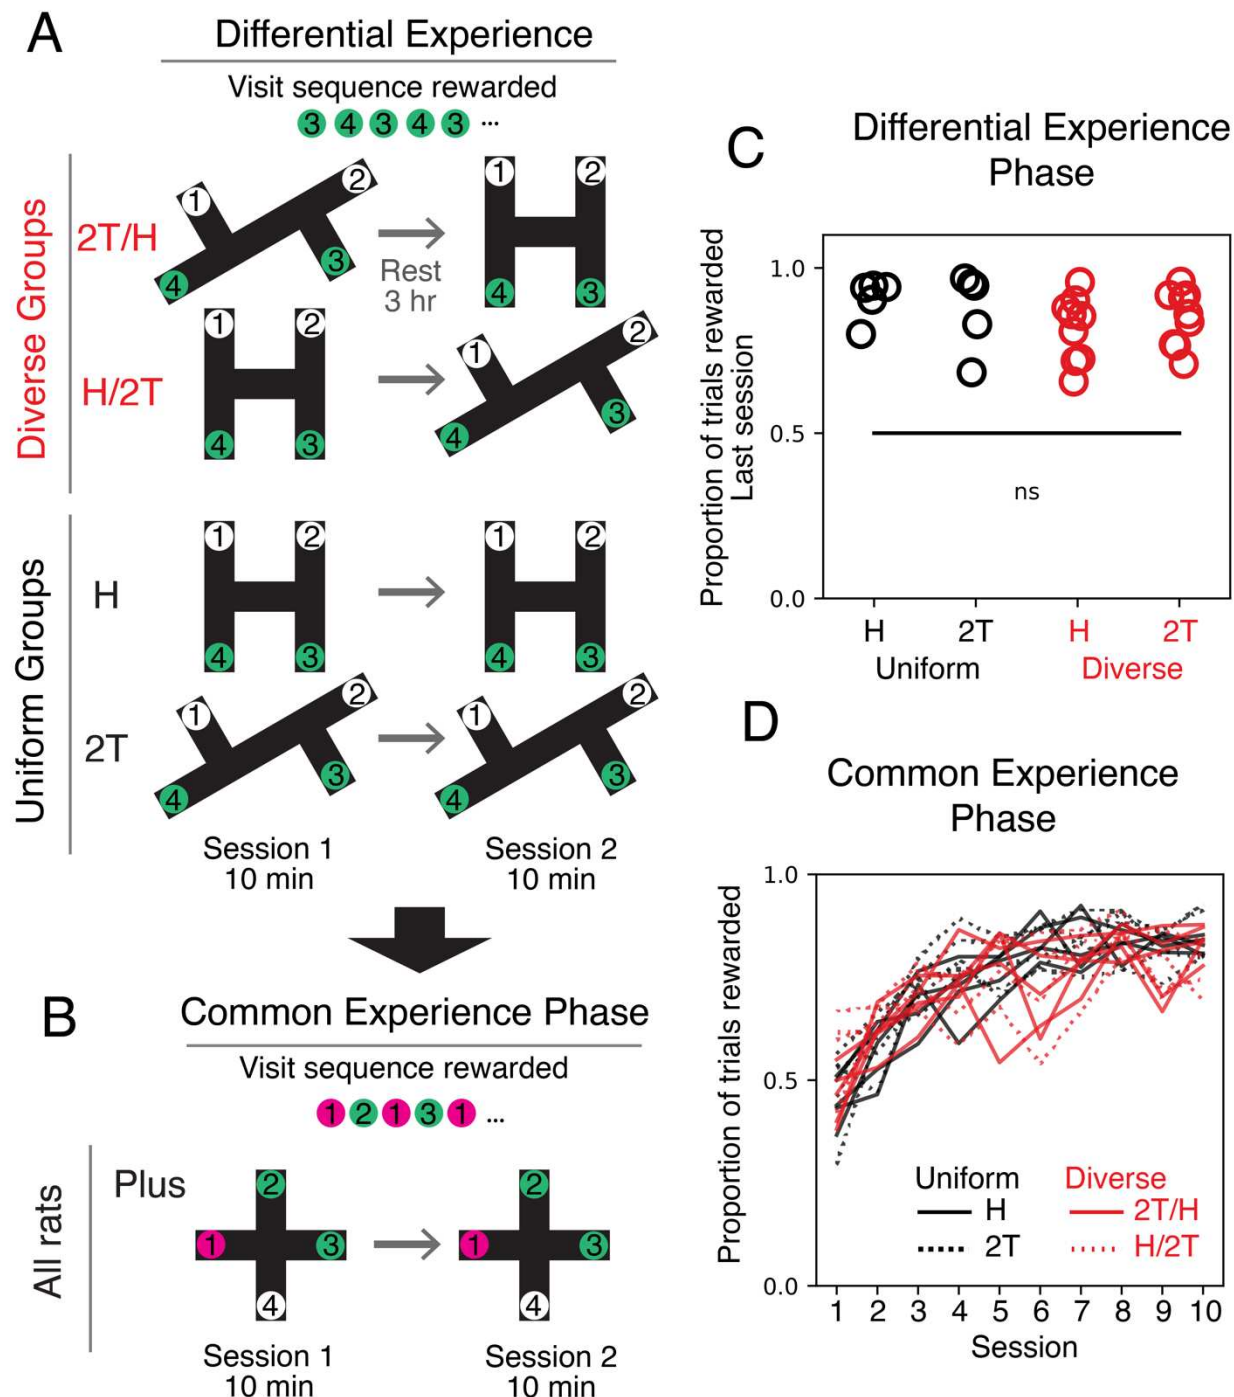 A
Differential Experience
Visit sequence rewarded
3 4 3 4 3 ...
Diverse Groups
2T/H
1 2 3 4
Rest
3 hr
1 2 4 3
H/2T
1 2 4 3
1 2 3 4
Uniform Groups
H
1 2 4 3
1 2 4 3
2T
1 2 3 4
1 2 3 4
Session 1
10 min
Session 2
10 min
B
Common Experience Phase
Visit sequence rewarded
1 2 1 3 1 ...
All rats
Plus
2
1 3
4
2
1 3
4
Session 1
10 min
Session 2
10 min
C
Differential Experience
Phase
Proportion of trials rewarded
Last session
1.0
0.5
0.0
ns
H 2T H 2T
Uniform Diverse
D
Common Experience
Phase
Proportion of trials rewarded
1.0
0.5
0.0
Uniform Diverse
H 2T/H
2T H/2T
1 2 3 4 5 6 7 8 9 10
Session